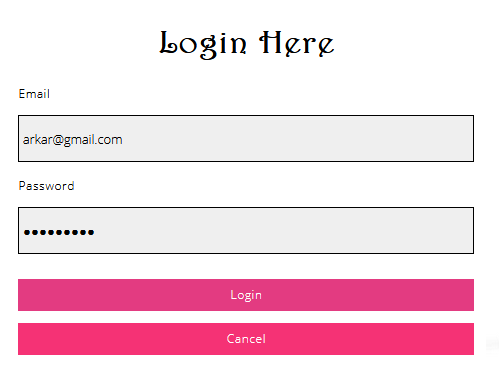 Login Here
Email
arkar@gmail.com
Password
•••••••••
Login
Cancel